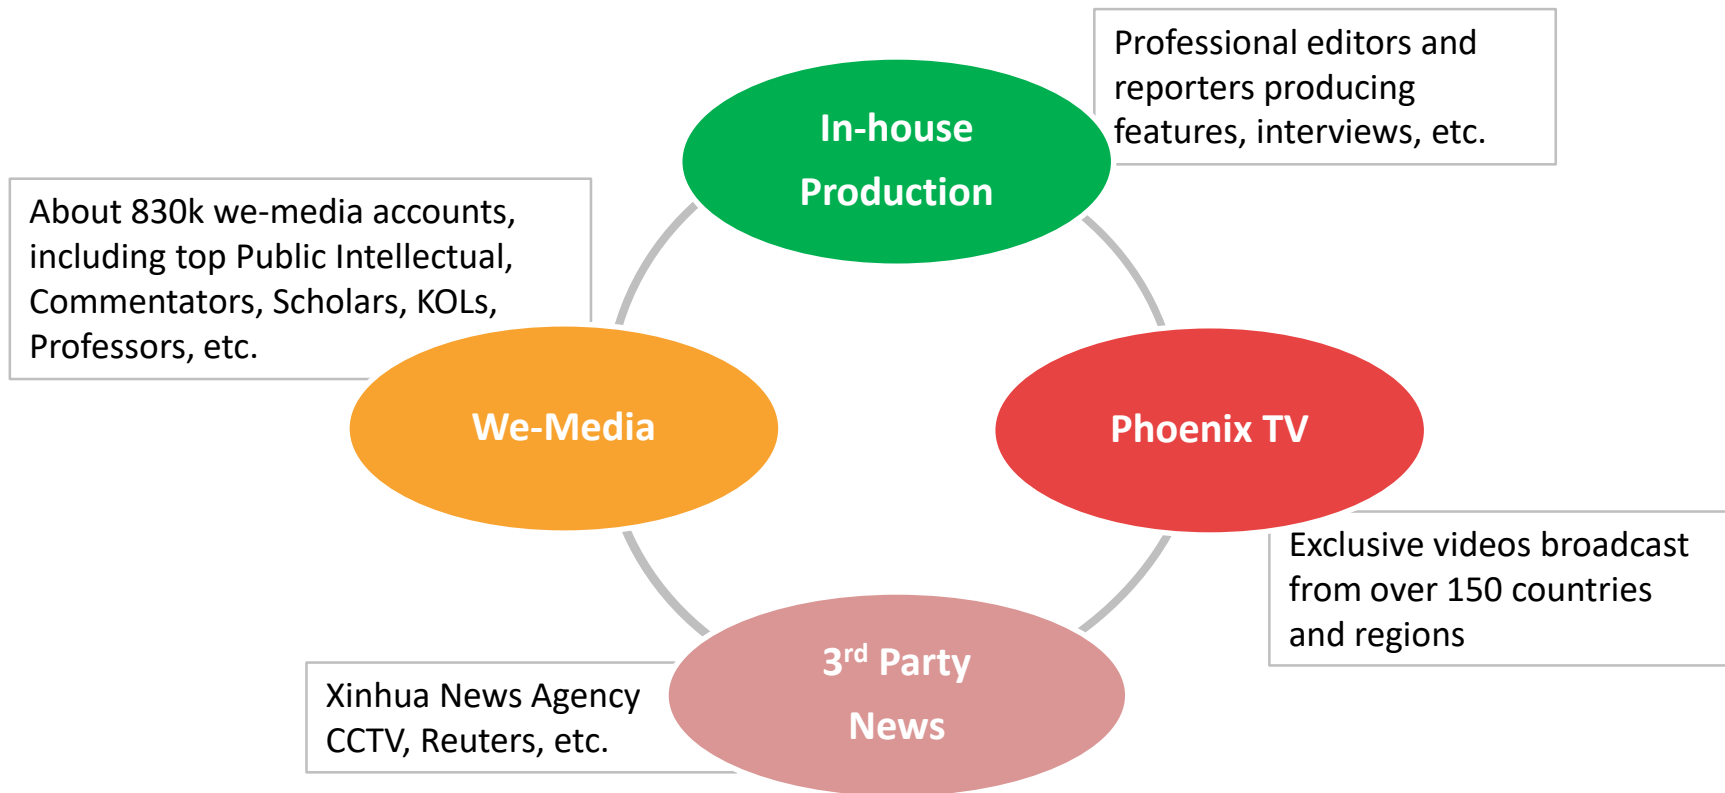 Professional editors and
reporters producing
features, interviews, etc.
In-house
Production
About 830k we-media accounts,
including top Public Intellectual,
Commentators, Scholars, KOLs,
Professors, etc.
We-Media
Phoenix TV
Exclusive videos broadcast
from over 150 countries
and regions
3rd Party
News
Xinhua News Agency
CCTV, Reuters, etc.